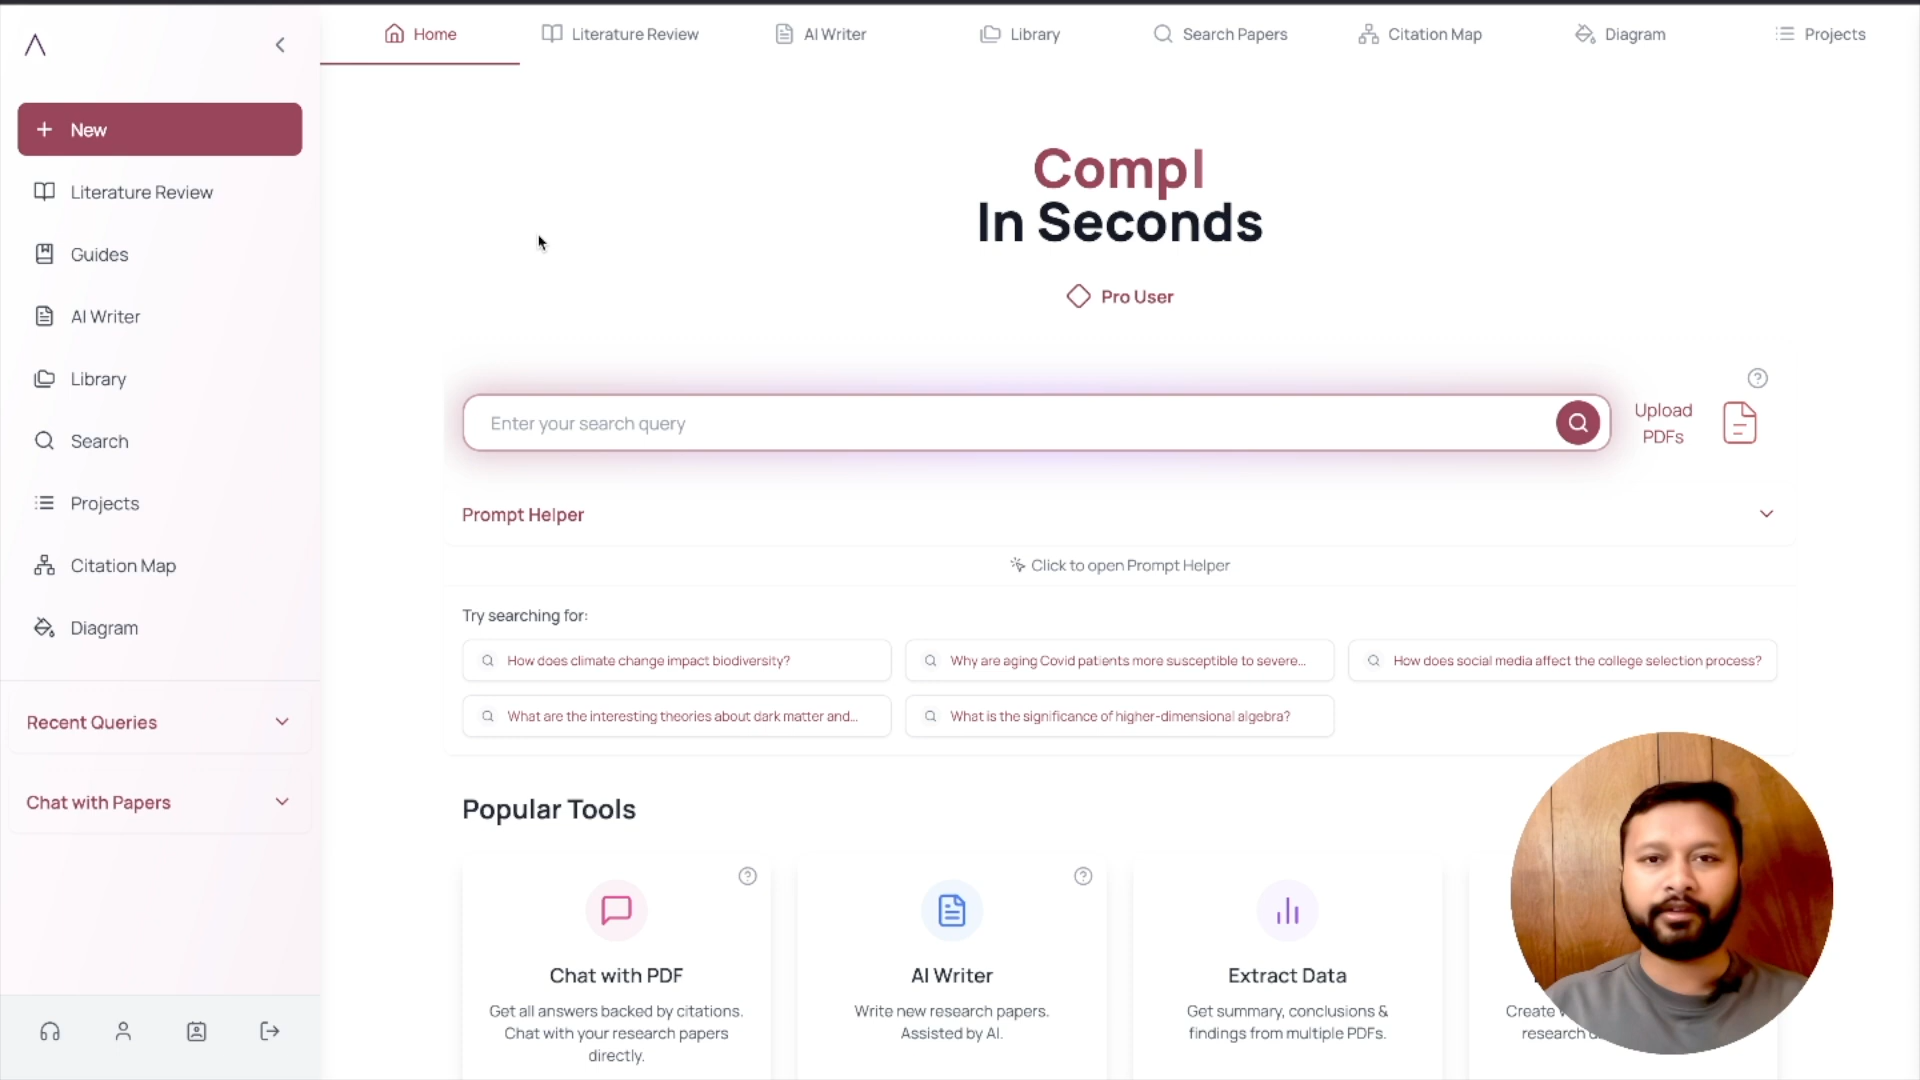 Home
Literature Review
AI Writer
Library
Search Papers
Citation Map
Diagram
Projects
New
Literature Review
Guides
AI Writer
Library
Search
Projects
Citation Map
Diagram
Recent Queries
Chat with Papers
Compl
In Seconds
Pro User
Enter your search query
Upload
PDFs
Prompt Helper
Click to open Prompt Helper
Try searching for:
How does climate change impact biodiversity?
Why are aging Covid patients more susceptible to severe...
How does social media affect the college selection process?
What are the interesting theories about dark matter and...
What is the significance of higher-dimensional algebra?
Popular Tools
Chat with PDF
Get all answers backed by citations.
Chat with your research papers
directly.
AI Writer
Write new research papers.
Assisted by AI.
Extract Data
Get summary, conclusions &
findings from multiple PDFs.
Create
research